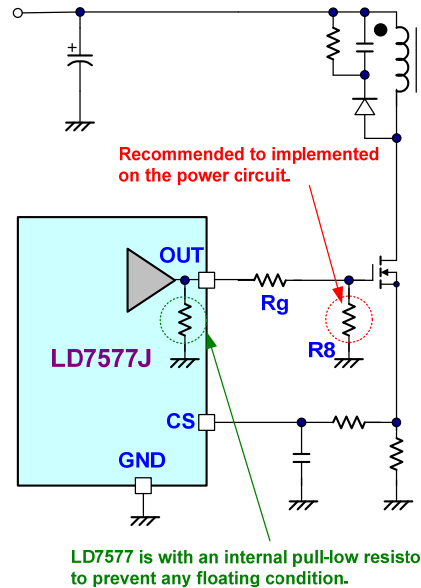 +
Recommended to implemented
on the power circuit.
OUT
Rg
R8
LD7577J
CS
GND
LD7577 is with an internal pull-low resisto
to prevent any floating condition.